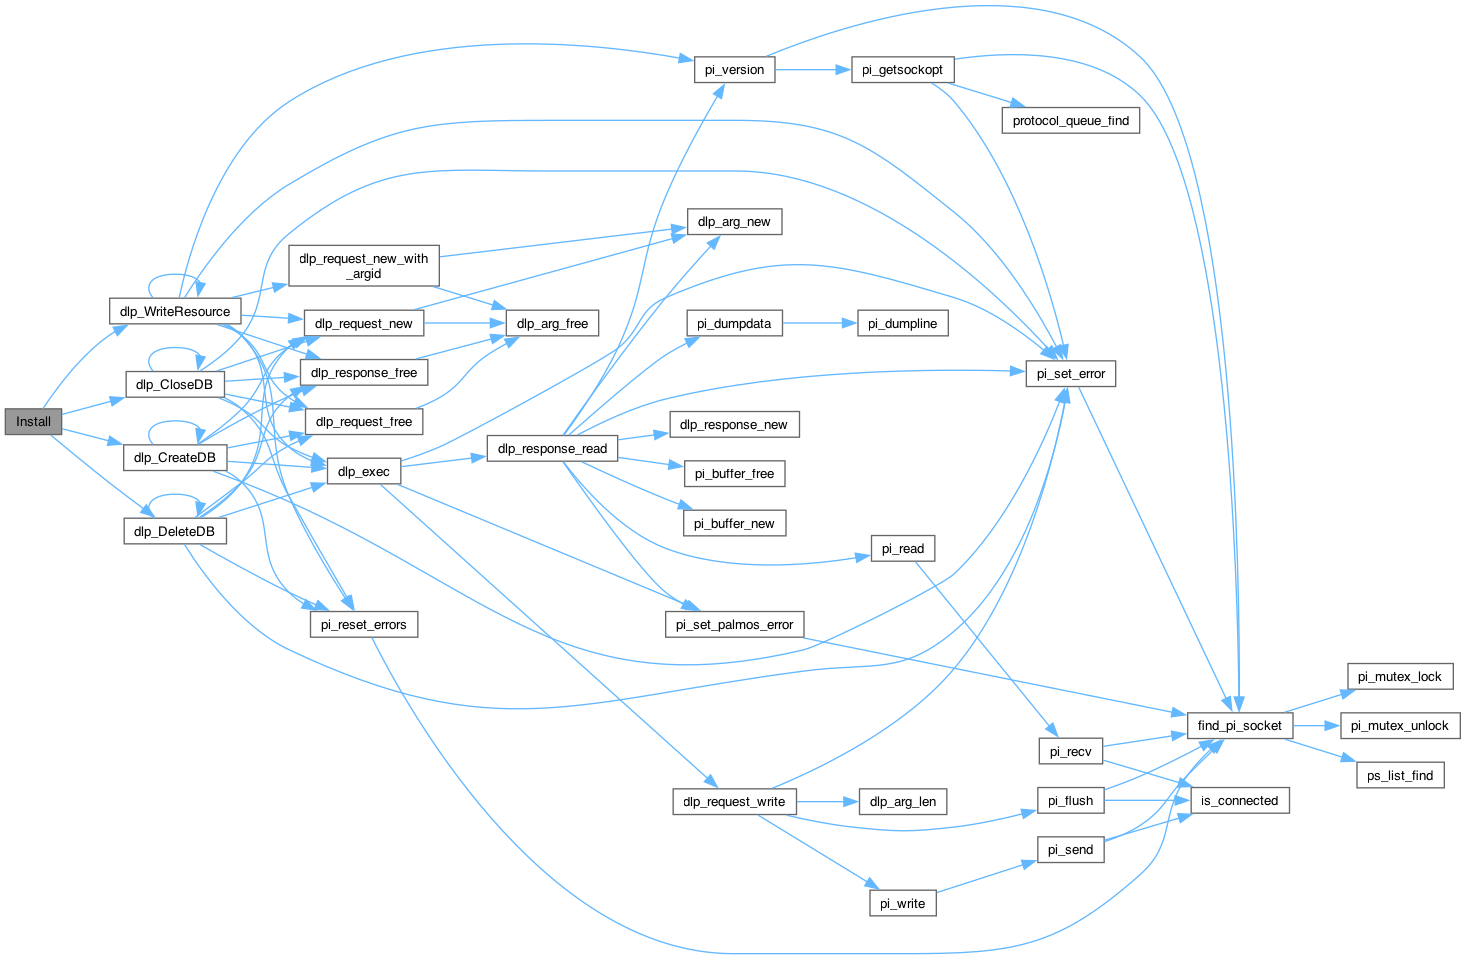 Install
dlp_WriteResource
dlp_CloseDB
dlp_CreateDB
dlp_DeleteDB
dlp_request_new_with
_argid
dlp_request_new
dlp_response_free
dlp_request_free
dlp_exec
pi_reset_errors
dlp_arg_free
dlp_response_read
pi_version
dlp_arg_new
pi_dumpdata
dlp_response_new
pi_buffer_free
pi_buffer_new
pi_set_palmos_error
dlp_request_write
pi_getsockopt
pi_dumpline
pi_read
dlp_arg_len
pi_write
protocol_queue_find
pi_set_error
pi_recv
pi_flush
pi_send
find_pi_socket
is_connected
pi_mutex_lock
pi_mutex_unlock
ps_list_find